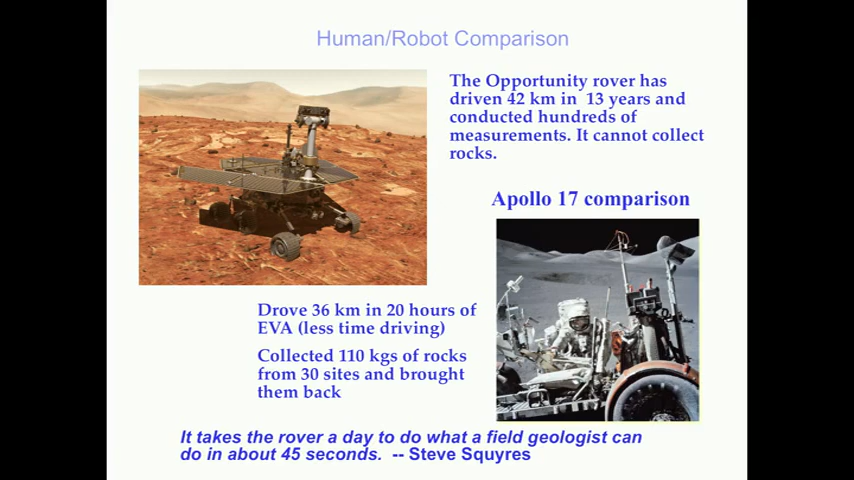 Human/Robot Comparison
The Opportunity rover has
driven 42 km in 13 years and
conducted hundreds of
measurements. It cannot collect
rocks.
Apollo 17 comparison
Drove 36 km in 20 hours of
EVA (less time driving)
Collected 110 kgs of rocks
from 30 sites and brought
them back
It takes the rover a day to do what a field geologist can
do in about 45 seconds. -- Steve Squyres